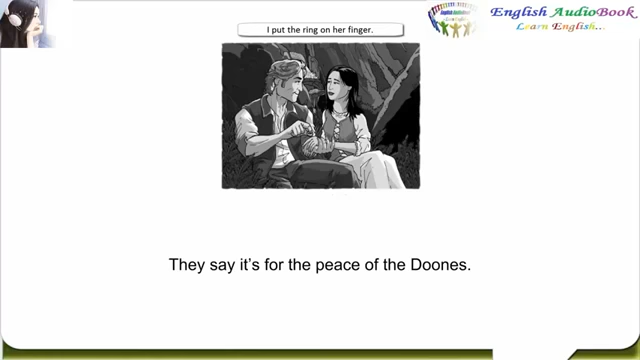 I put the ring on her finger.
English AudioBook
Learn English...
They say it's for the peace of the Doones.